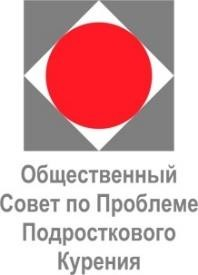 Общественный
Совет по Проблеме
Подросткового
Курения